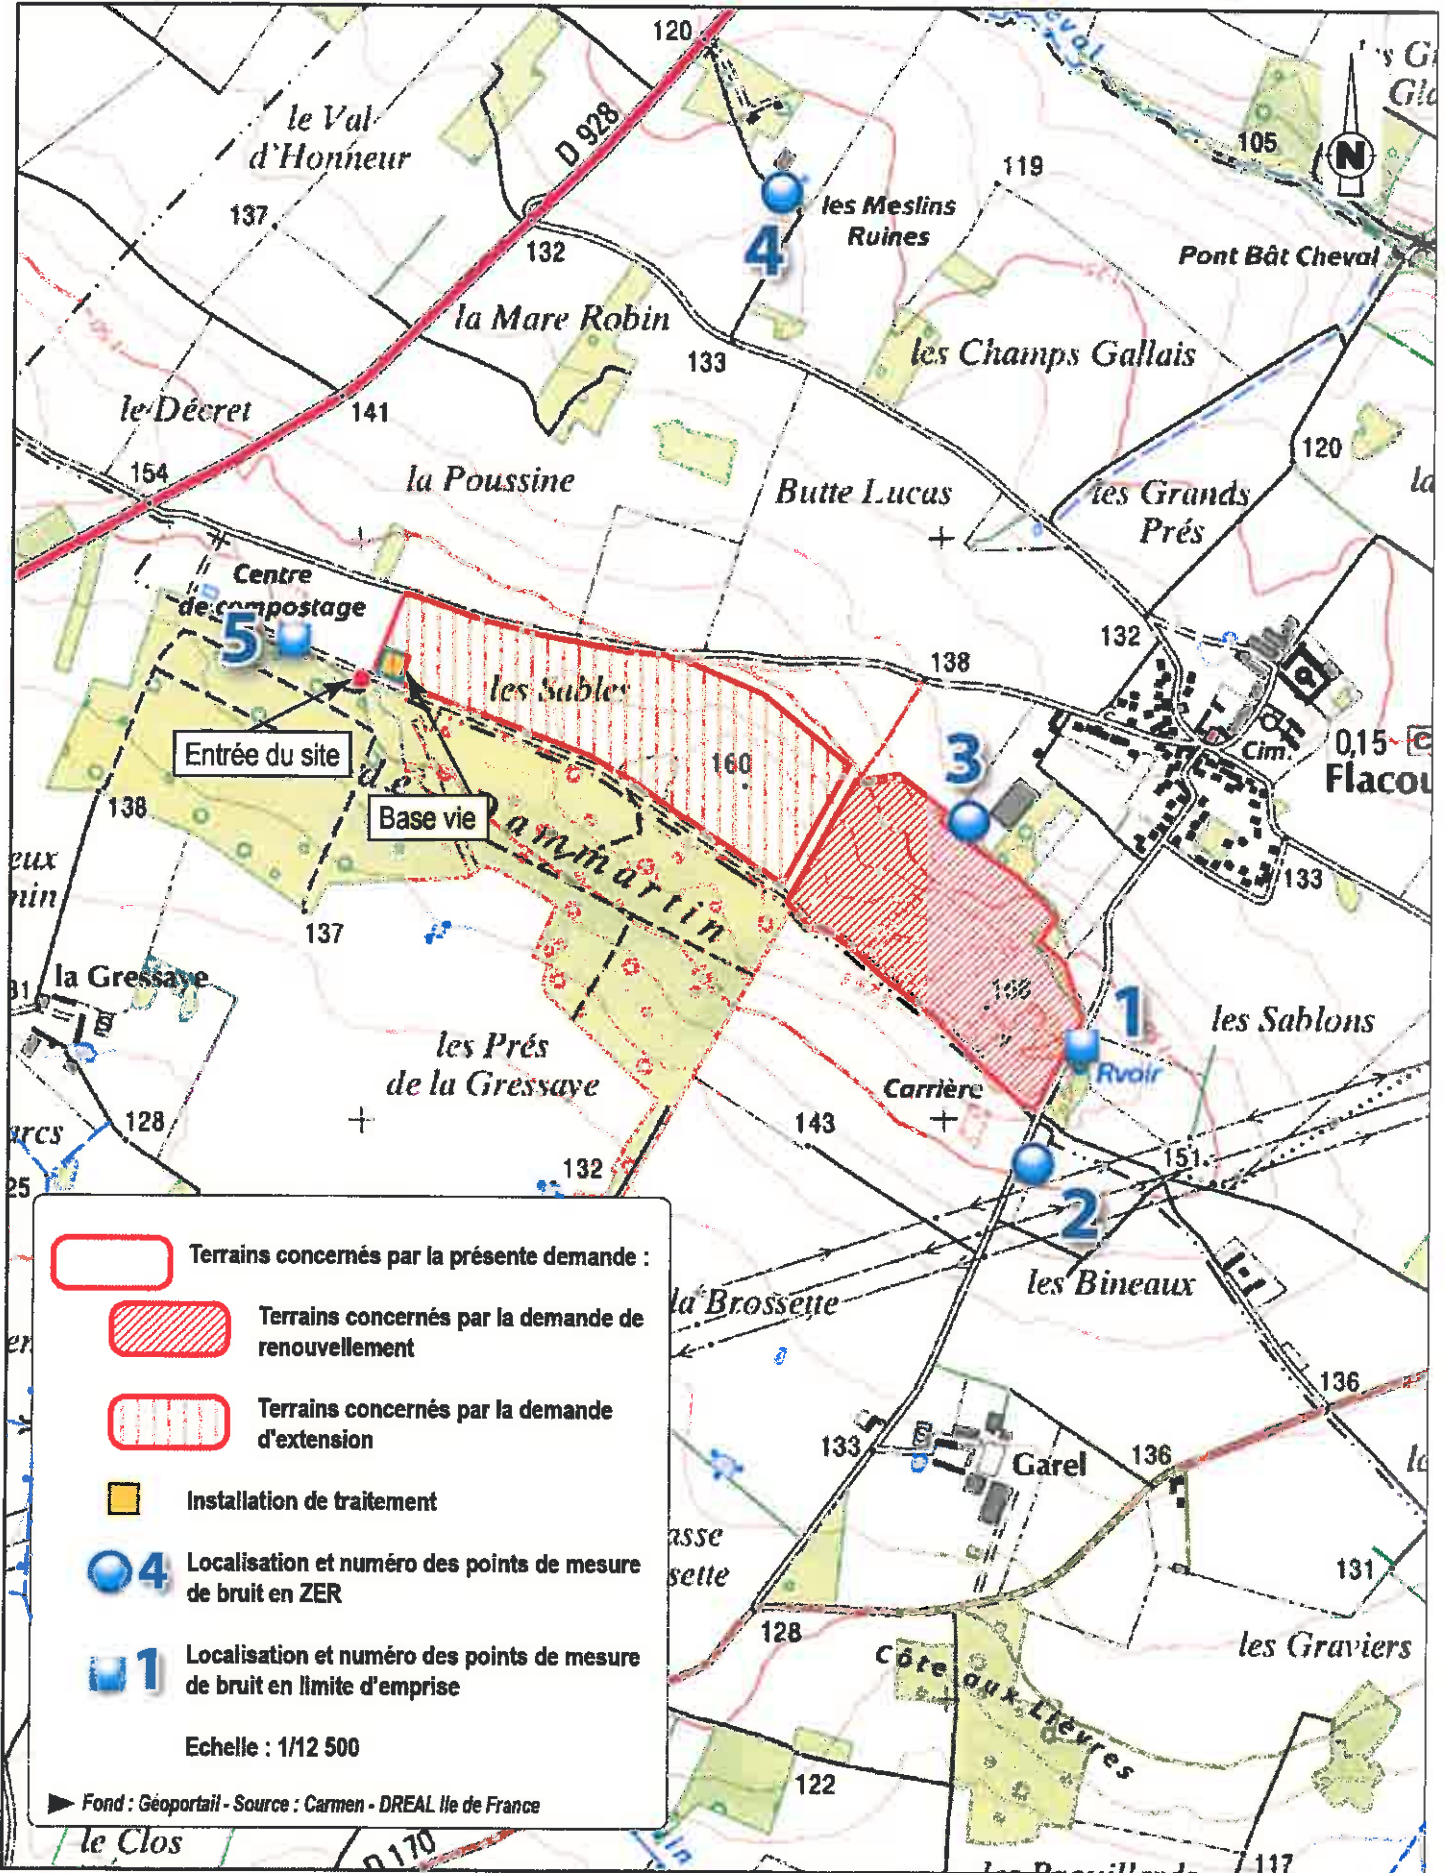 120
le Val
d'Honneur
D 928
105
N
119
137
132
les Meslins
Ruines
4
Pont Bât Cheval
la Mare Robin
133
les Champs Gallais
le Décret
141
120
154
la Poussine
Butte Lucas
les Grands
Prés
Centre
de compostage
5
132
138
les Sables
Entrée du site
160
3
Cim.
0,15
Flacou
138
Base vie
de Dammartin
133
137
la Gressaye
168
1
les Sablons
les Prés
de la Gressaye
Carrière
Rvoir
128
143
151
132
2
les Bineaux
la Brossette
Terrains concernés par la présente demande :
Terrains concernés par la demande de
renouvellement
Terrains concernés par la demande
d'extension
Installation de traitement
4 Localisation et numéro des points de mesure
de bruit en ZER
1 Localisation et numéro des points de mesure
de bruit en limite d'emprise
Echelle : 1/12 500
Fond : Géoportail - Source : Carmen - DREAL Ile de France
136
133
Garel
136
131
128
les Graviers
Côte aux Lièvres
122
le Clos
D 170
117